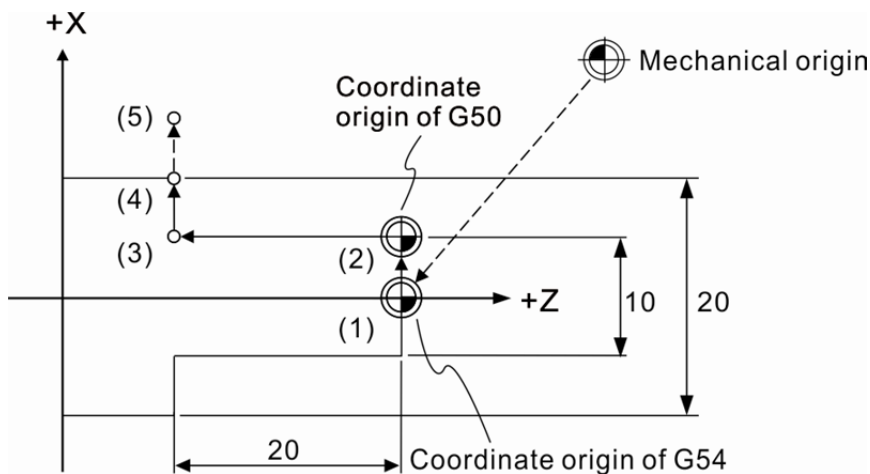 +X
Mechanical origin
Coordinate
origin of G50
(5)
(4)
(3)
(2)
+Z
(1)
10
20
20
Coordinate origin of G54